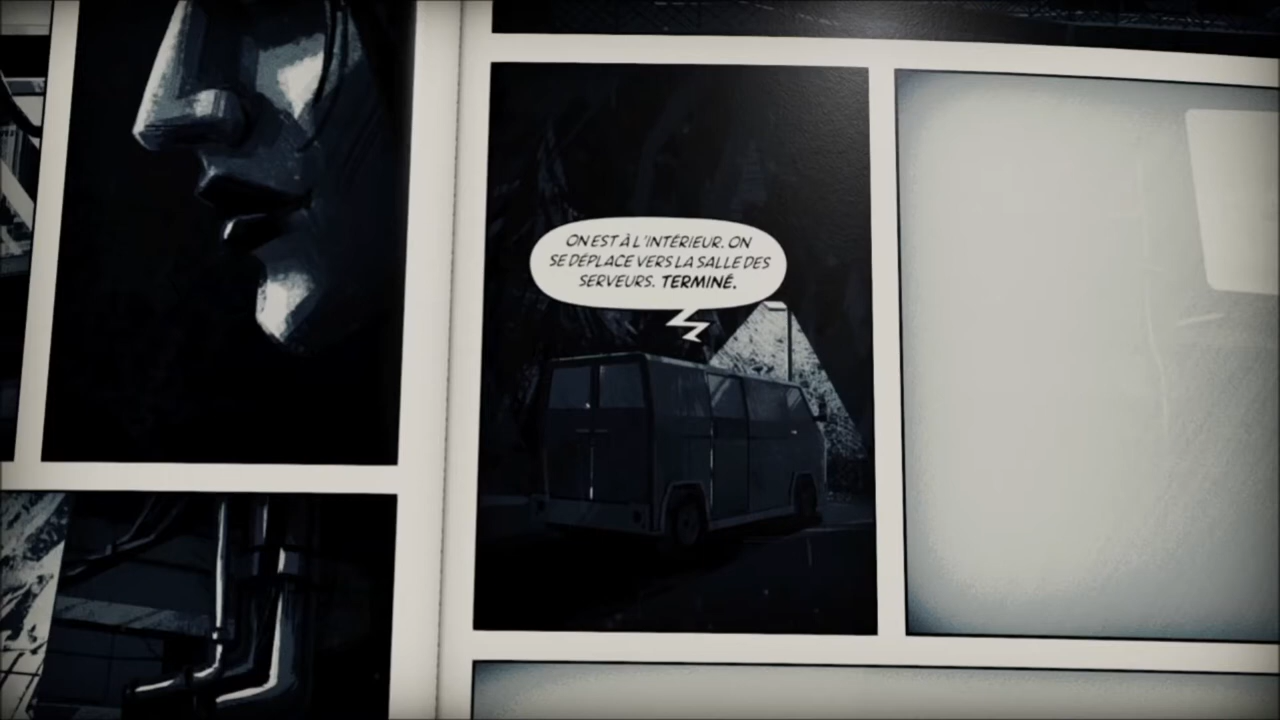 ON EST À L'INTÉRIEUR. ON
SE DÉPLACE VERS LA SALLE DES
SERVEURS. TERMINÉ.